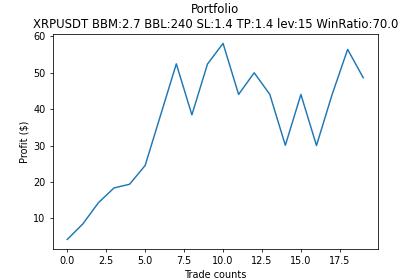 Portfolio
XRPUSDT BBM:2.7 BBL:240 SL:1.4 TP:1.4 lev:15 WinRatio:70.0
60
50
40
30
20
10
Profit ($)
0.0 2.5 5.0 7.5 10.0 12.5 15.0 17.5
Trade counts